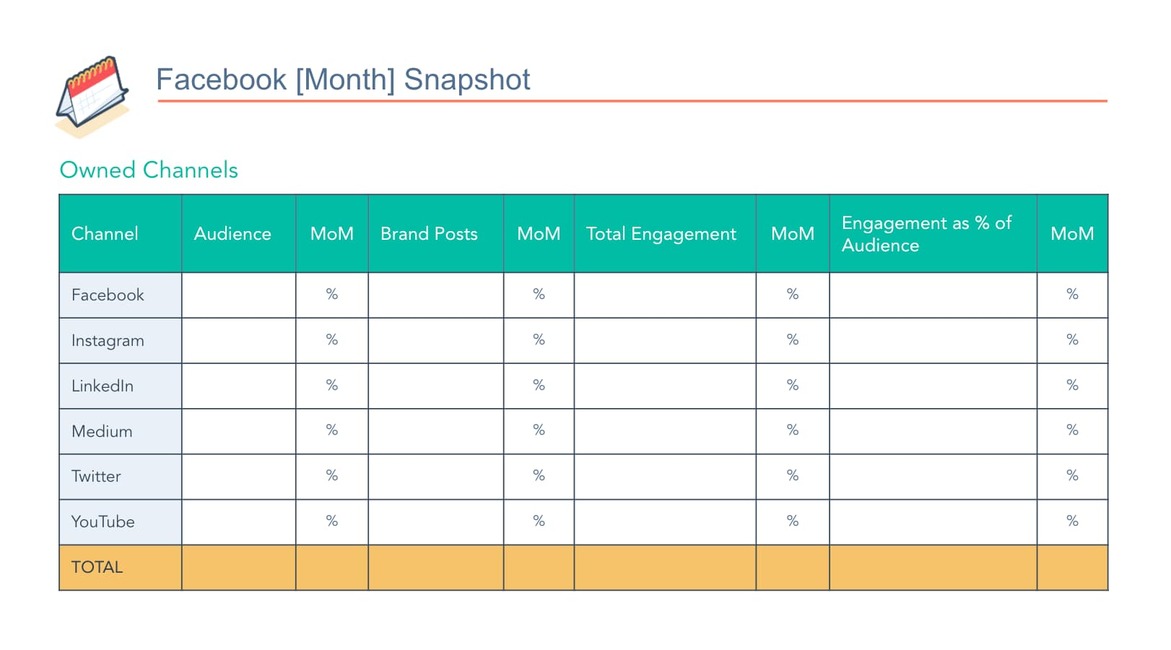 Facebook [Month] Snapshot
Owned Channels
Channel Audience MoM Brand Posts MoM Total Engagement MoM Engagement as % of Audience MoM
Facebook % % % %
Instagram % % % %
LinkedIn % % % %
Medium % % % %
Twitter % % % %
YouTube % % % %
TOTAL